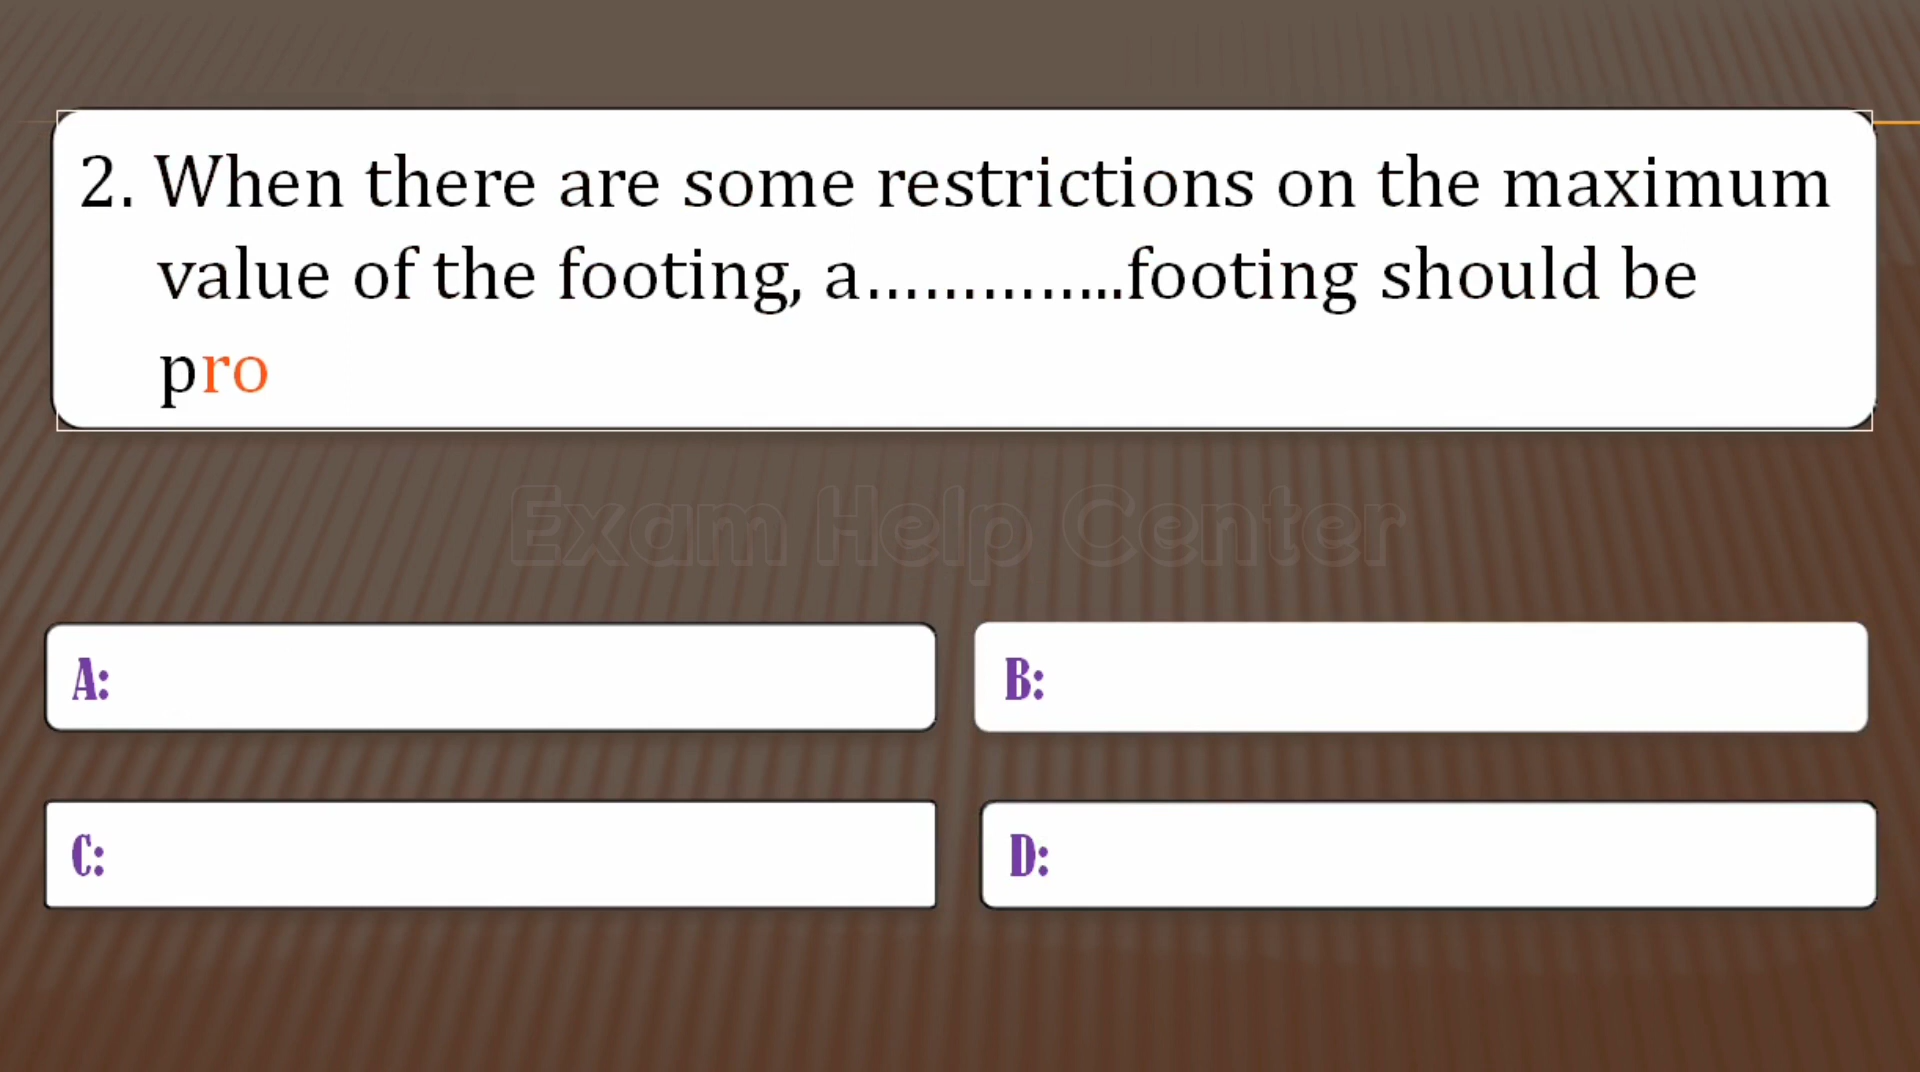 2. When there are some restrictions on the maximum
value of the footing, a..............footing should be
pro
Exam Help Center
A:
B:
C:
D: